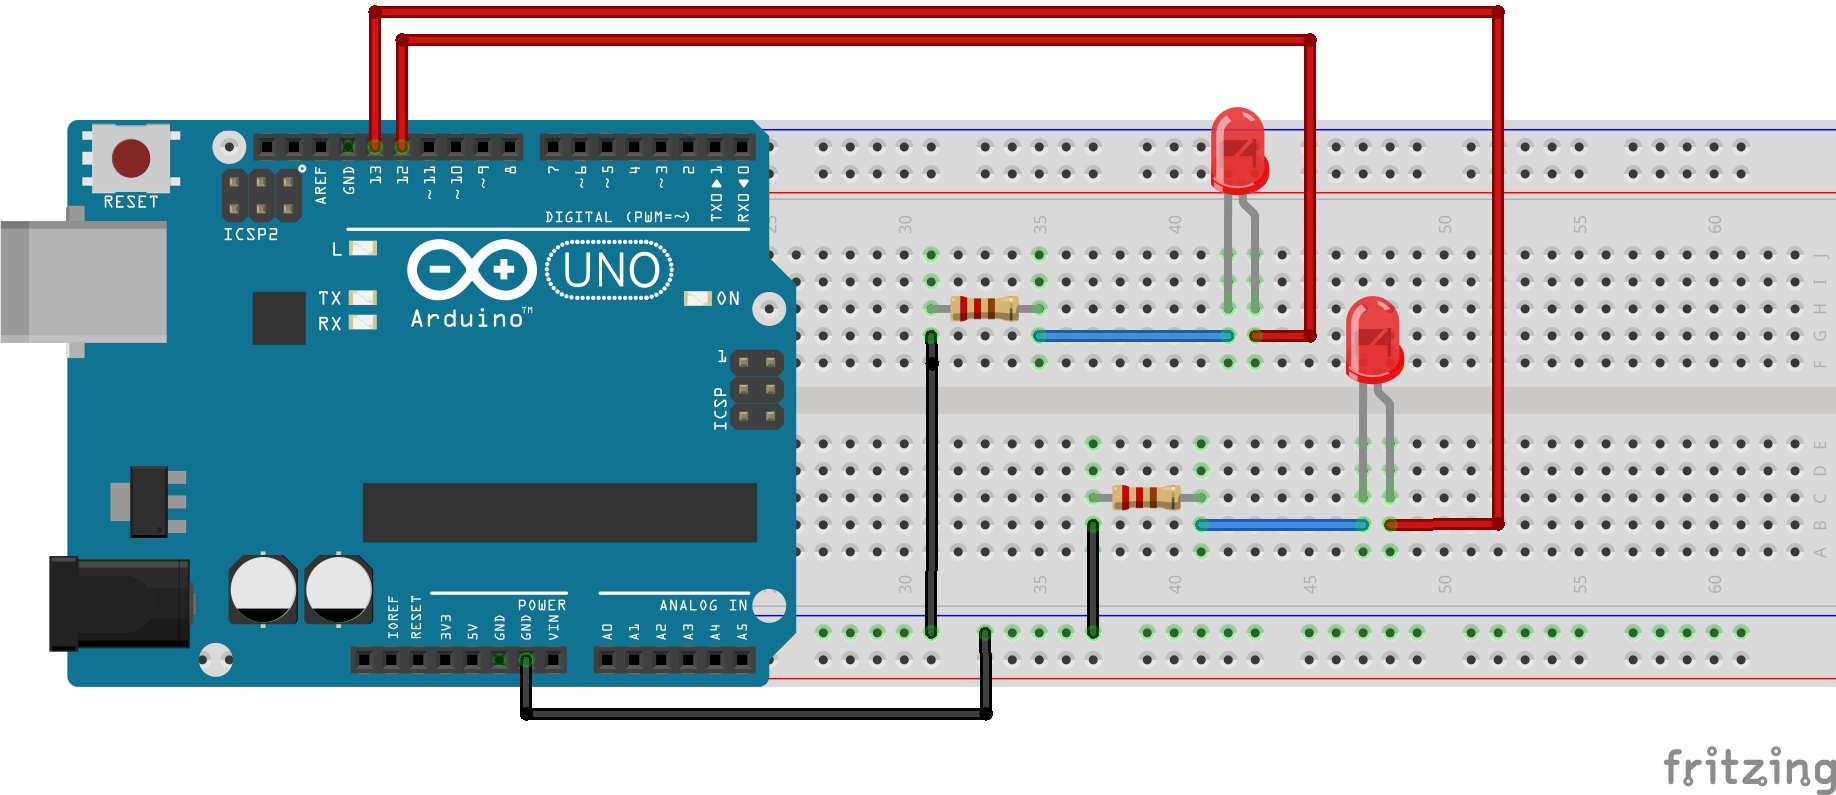 RESET
ICSP2
AREF
GND
13
12
~11
~10
~9
8
7
~6
~5
4
~3
2
TX0▶1
RX0◀0
DIGITAL (PWM=~)
L
TX
RX
UNO
Arduino™
ON
1
ICSP
25
30
35
40
50
55
60
J
I
H
G
F
E
D
C
B
A
30
35
40
45
50
55
60
POWER
ANALOG IN
IOREF
RESET
3V3
5V
GND
GND
VIN
A0
A1
A2
A3
A4
A5
fritzing